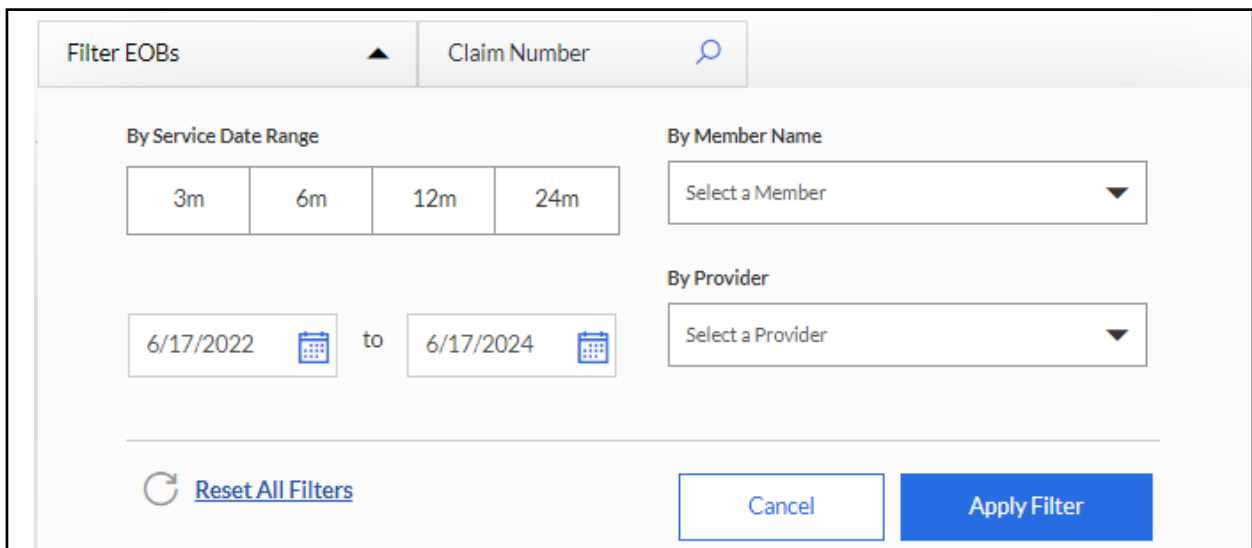 Filter EOBs
Claim Number
By Service Date Range
3m 6m 12m 24m
6/17/2022 to 6/17/2024
By Member Name
Select a Member
By Provider
Select a Provider
Reset All Filters
Cancel
Apply Filter